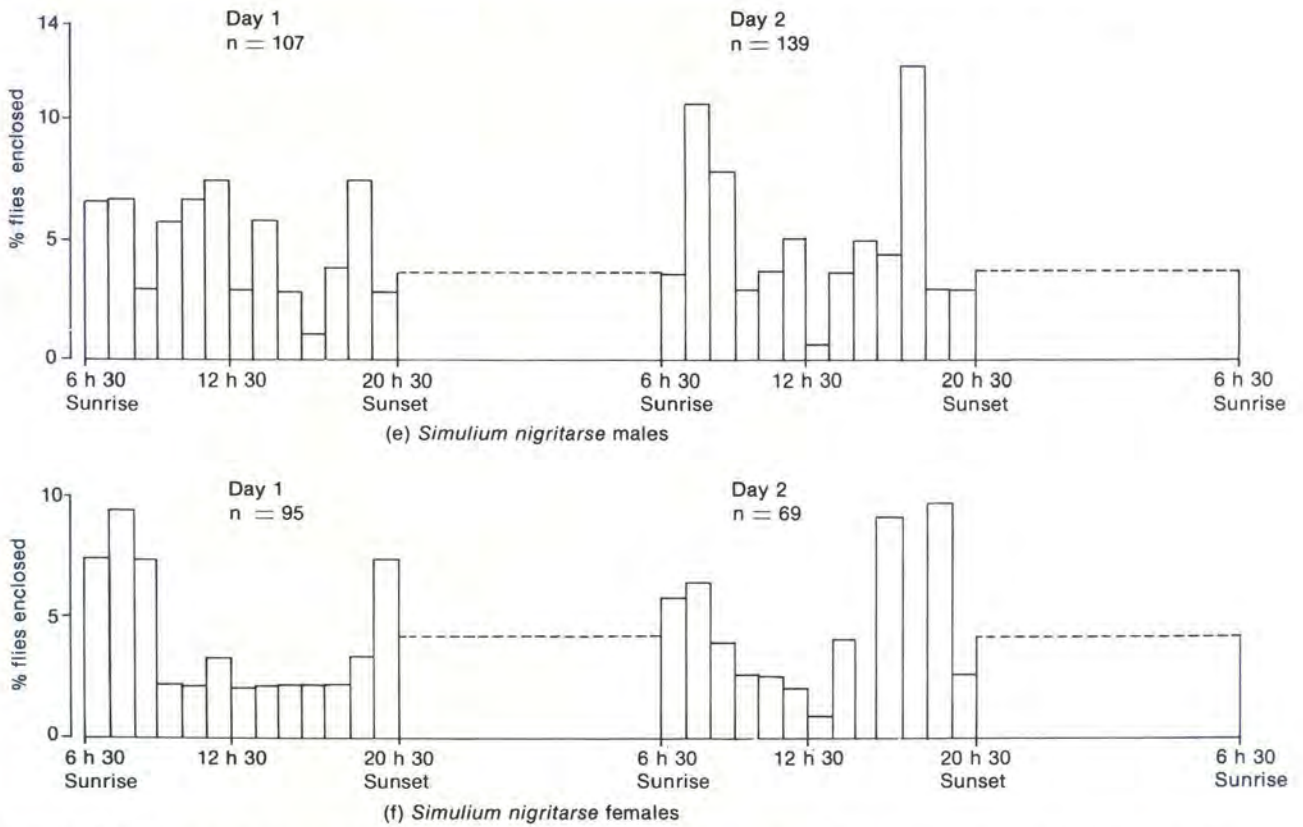 Day 1
n = 107
Day 2
n = 139
% flies enclosed
14
10
5
0
6 h 30
Sunrise
12 h 30
20 h 30
Sunset
6 h 30
Sunrise
12 h 30
20 h 30
Sunset
6 h 30
Sunrise
(e) Simulium nigritarse males
Day 1
n = 95
Day 2
n = 69
% flies enclosed
10
5
0
6 h 30
Sunrise
12 h 30
20 h 30
Sunset
6 h 30
Sunrise
12 h 30
20 h 30
Sunset
6 h 30
Sunrise
(f) Simulium nigritarse females